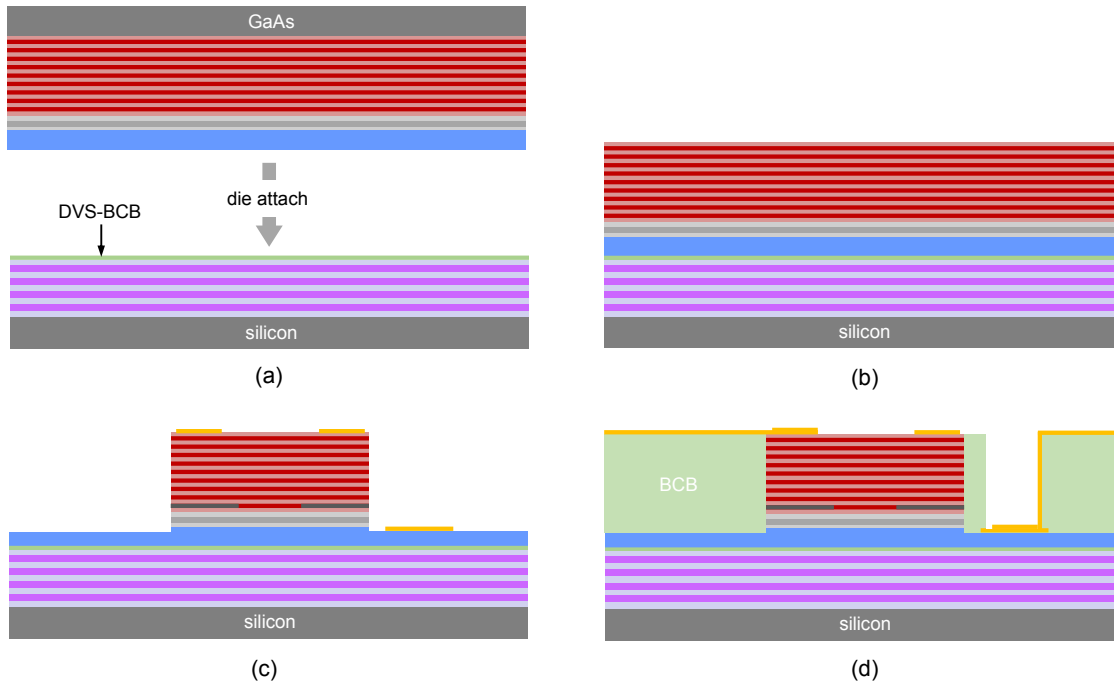 GaAs
die attach
DVS-BCB
silicon
(a)
silicon
(b)
silicon
(c)
BCB
silicon
(d)